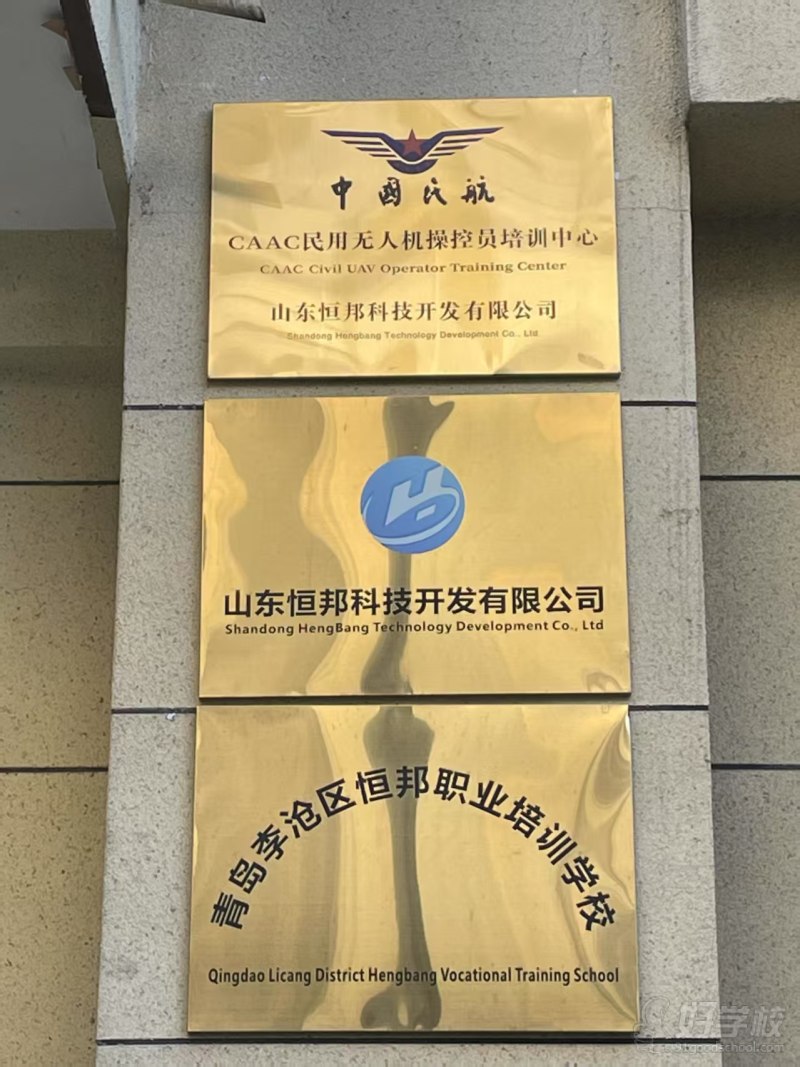 中國民航
CAAC民用无人机操控员培训中心
CAAC Civil UAV Operator Training Center
山东恒邦科技开发有限公司
Shandong Hengbang Technology Development Co., Ltd
山东恒邦科技开发有限公司
Shandong HengBang Technology Development Co., Ltd
青岛李沧区恒邦职业培训学校
Qingdao Licang District Hengbang Vocational Training School
好学校